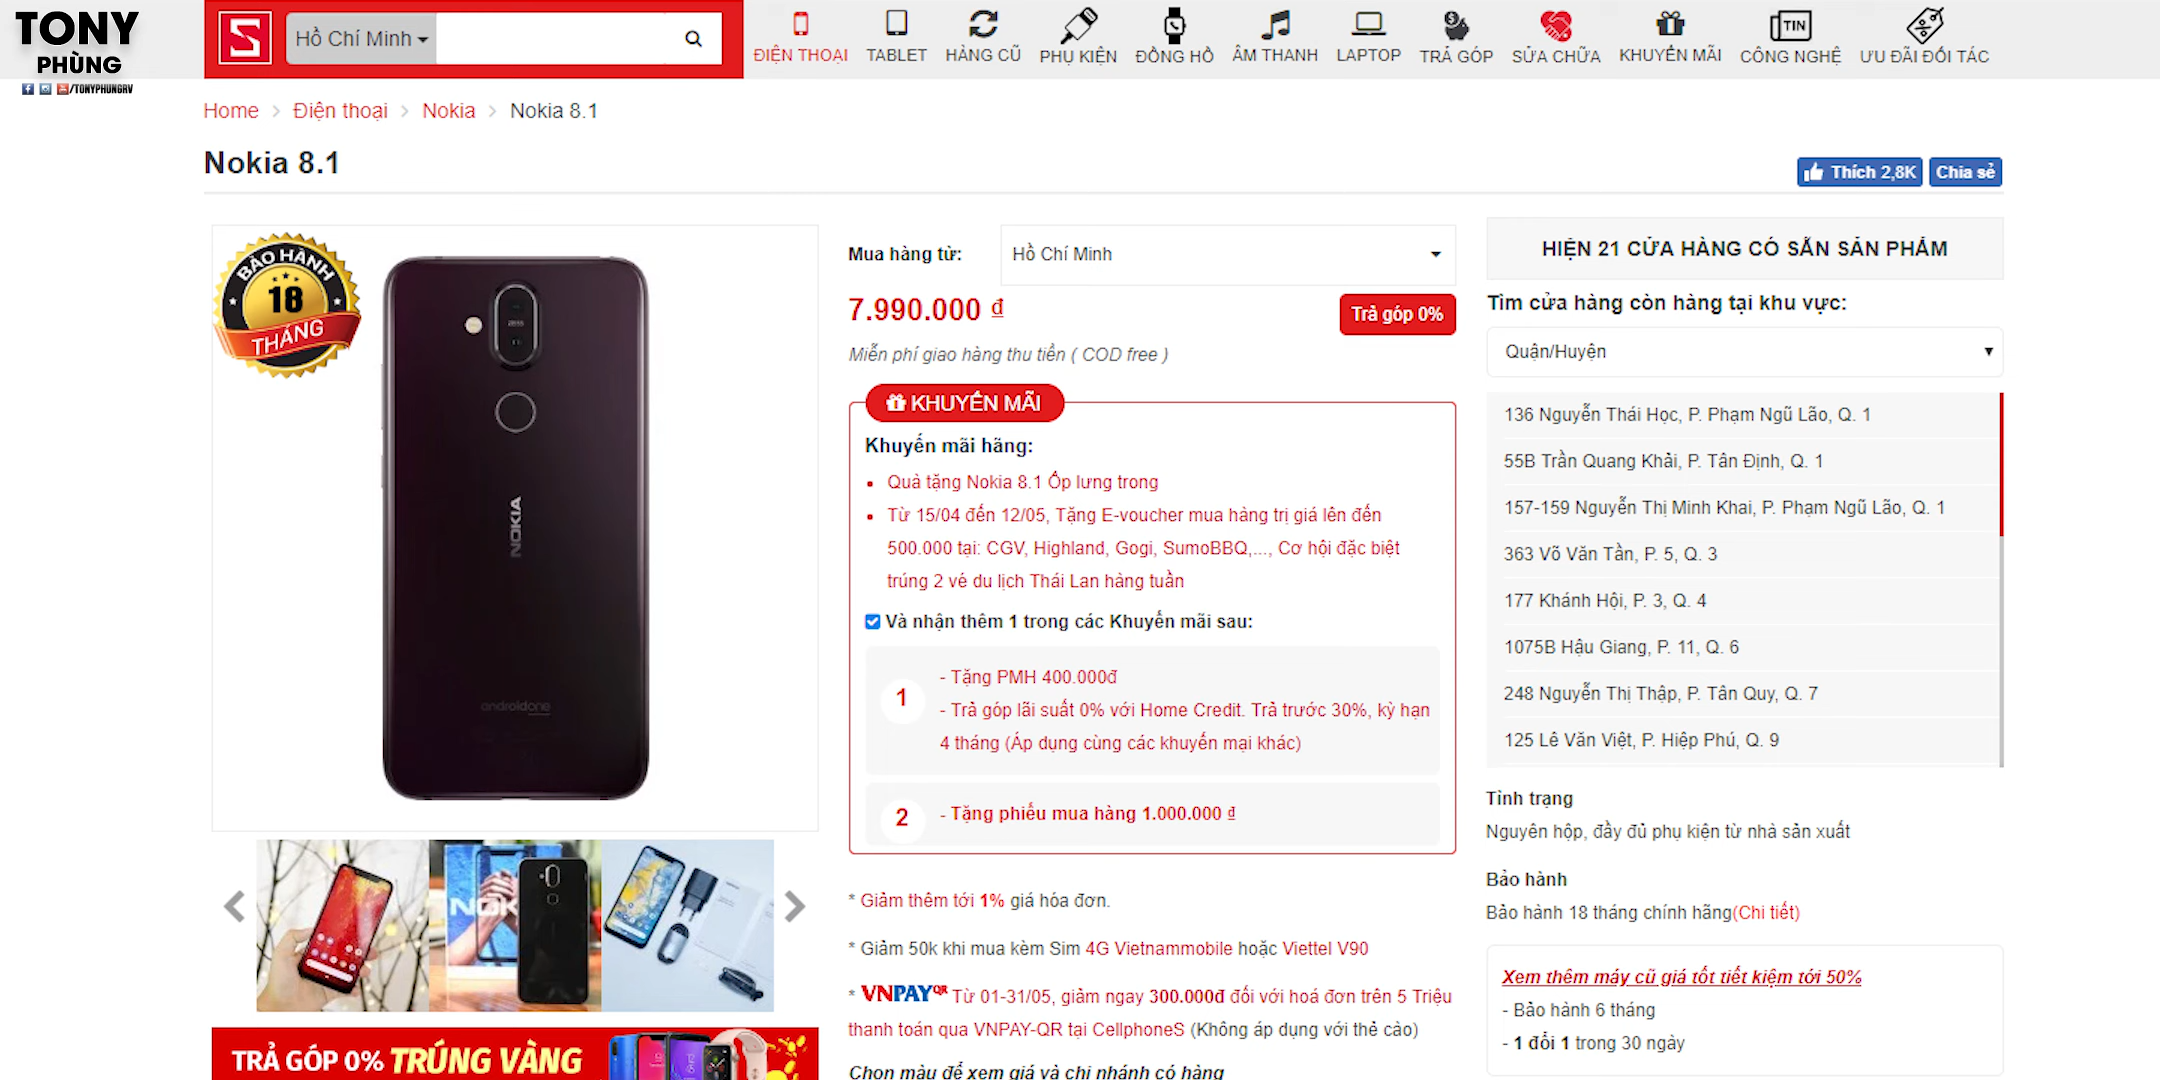 TONY
PHÙNG
/TONYPHUNGRV
S
Hồ Chí Minh
ĐIỆN THOẠI
TABLET
HÀNG CŨ
PHỤ KIỆN
ĐỒNG HỒ
ÂM THANH
LAPTOP
TRẢ GÓP
SỬA CHỮA
KHUYẾN MÃI
TIN
CÔNG NGHỆ
ƯU ĐÃI ĐỐI TÁC
Home > Điện thoại > Nokia > Nokia 8.1
Nokia 8.1
Thích 2,8K
Chia sẻ
BẢO HÀNH
18
THÁNG
NOKIA
androidone
NOK
TRẢ GÓP 0% TRÚNG VÀNG
Mua hàng từ:
Hồ Chí Minh
7.990.000 ₫
Trả góp 0%
Miễn phí giao hàng thu tiền ( COD free )
KHUYẾN MÃI
Khuyến mãi hãng:
Quà tặng Nokia 8.1 Ốp lưng trong
Từ 15/04 đến 12/05, Tặng E-voucher mua hàng trị giá lên đến
500.000 tại: CGV, Highland, Gogi, SumoBBQ,..., Cơ hội đặc biệt
trúng 2 vé du lịch Thái Lan hàng tuần
Và nhận thêm 1 trong các Khuyến mãi sau:
1
- Tặng PMH 400.000đ
- Trả góp lãi suất 0% với Home Credit. Trả trước 30%, kỳ hạn
4 tháng (Áp dụng cùng các khuyến mại khác)
2
- Tặng phiếu mua hàng 1.000.000 ₫
* Giảm thêm tới 1% giá hóa đơn.
* Giảm 50k khi mua kèm Sim 4G Vietnammobile hoặc Viettel V90
* VNPAYQR Từ 01-31/05, giảm ngay 300.000đ đối với hoá đơn trên 5 Triệu
thanh toán qua VNPAY-QR tại CellphoneS (Không áp dụng với thẻ cào)
Chọn màu để xem giá và chi nhánh có hàng
HIỆN 21 CỬA HÀNG CÓ SẴN SẢN PHẨM
Tìm cửa hàng còn hàng tại khu vực:
Quận/Huyện
136 Nguyễn Thái Học, P. Phạm Ngũ Lão, Q. 1
55B Trần Quang Khải, P. Tân Định, Q. 1
157-159 Nguyễn Thị Minh Khai, P. Phạm Ngũ Lão, Q. 1
363 Võ Văn Tần, P. 5, Q. 3
177 Khánh Hội, P. 3, Q. 4
1075B Hậu Giang, P. 11, Q. 6
248 Nguyễn Thị Thập, P. Tân Quy, Q. 7
125 Lê Văn Việt, P. Hiệp Phú, Q. 9
Tình trạng
Nguyên hộp, đầy đủ phụ kiện từ nhà sản xuất
Bảo hành
Bảo hành 18 tháng chính hãng(Chi tiết)
Xem thêm máy cũ giá tốt tiết kiệm tới 50%
- Bảo hành 6 tháng
- 1 đổi 1 trong 30 ngày